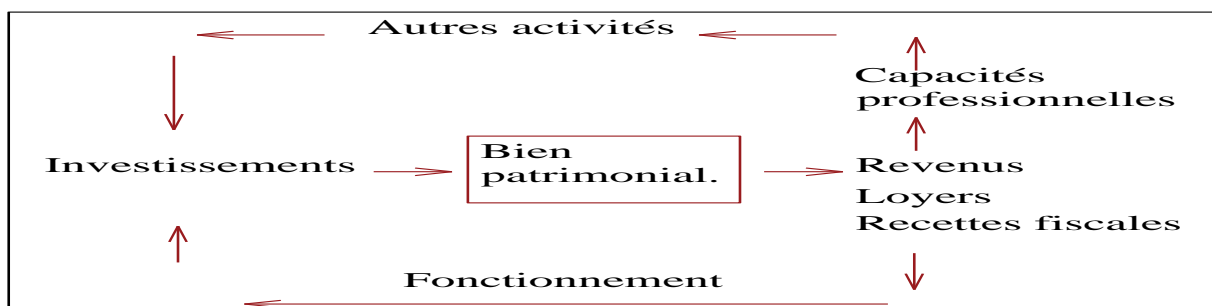 Autres activités
Capacités
professionnelles
Investissements
Bien
patrimonial.
Revenus
Loyers
Recettes fiscales
Fonctionnement